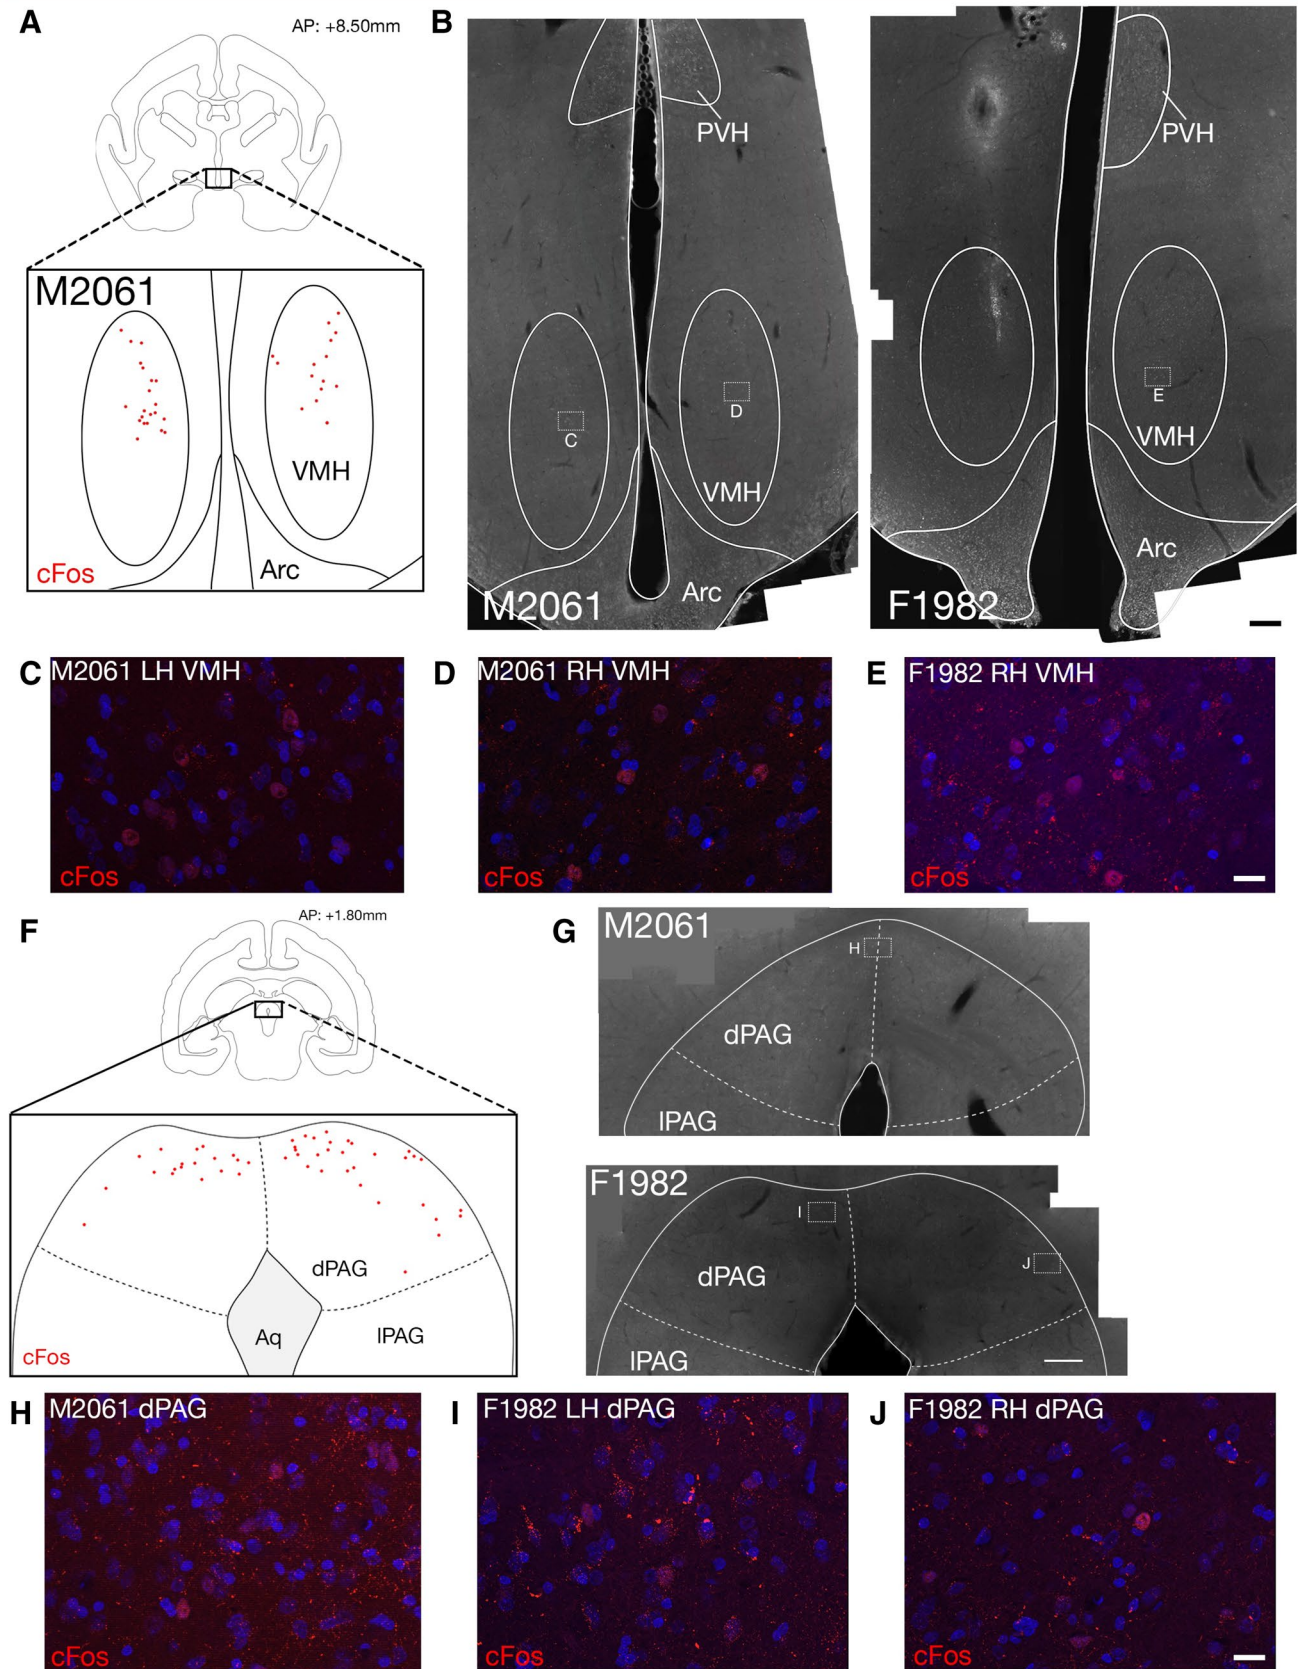 A
AP: +8.50mm
M2061
VMH
Arc
cFos
B
PVH
C
D
VMH
Arc
M2061
PVH
E
VMH
Arc
F1982
C
M2061 LH VMH
cFos
D
M2061 RH VMH
cFos
E
F1982 RH VMH
cFos
F
AP: +1.80mm
dPAG
Aq
lPAG
cFos
G
M2061
H
dPAG
lPAG
F1982
I
J
dPAG
lPAG
H
M2061 dPAG
cFos
I
F1982 LH dPAG
cFos
J
F1982 RH dPAG
cFos